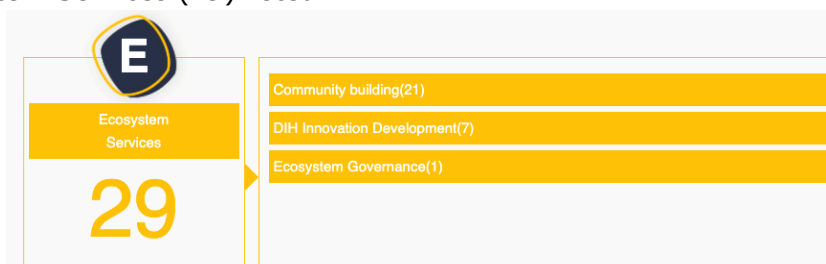 E
Ecosystem
Services
29
Community building(21)
DIH Innovation Development(7)
Ecosystem Governance(1)